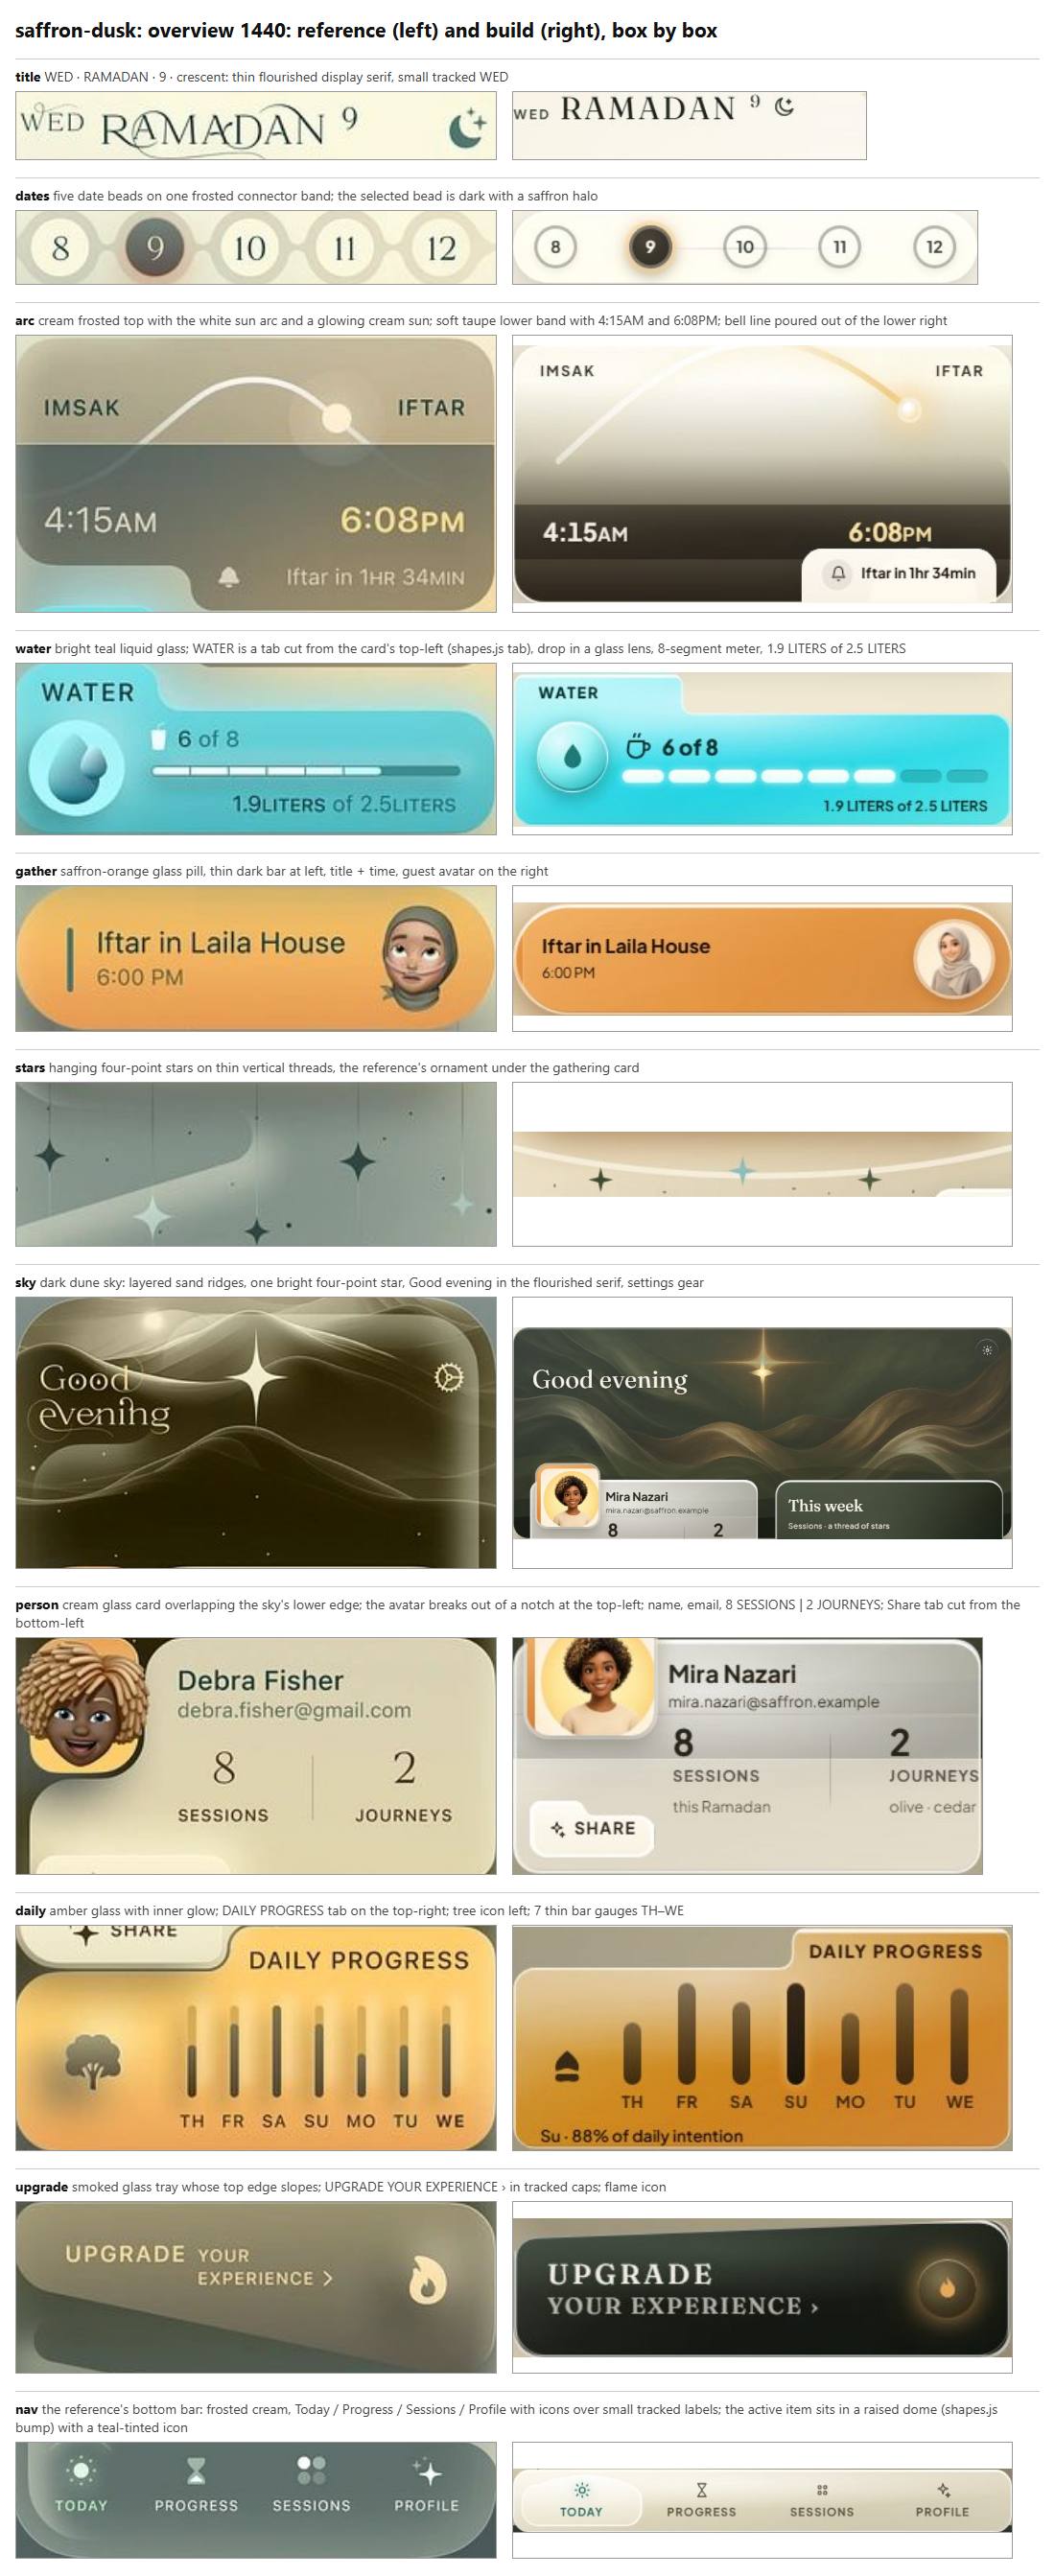 saffron-dusk: overview 1440: reference (left) and build (right), box by box
title WED · RAMADAN · 9 · crescent: thin flourished display serif, small tracked WED
WED RAMADAN 9
WED RAMADAN 9
dates five date beads on one frosted connector band; the selected bead is dark with a saffron halo
8 9 10 11 12
8 9 10 11 12
arc cream frosted top with the white sun arc and a glowing cream sun; soft taupe lower band with 4:15AM and 6:08PM; bell line poured out of the lower right
IMSAK IFTAR
4:15AM 6:08PM
Iftar in 1HR 34MIN
IMSAK IFTAR
4:15AM 6:08PM
Iftar in 1hr 34min
water bright teal liquid glass; WATER is a tab cut from the card's top-left (shapes.js tab), drop in a glass lens, 8-segment meter, 1.9 LITERS of 2.5 LITERS
WATER
6 of 8
1.9LITERS of 2.5LITERS
WATER
6 of 8
1.9 LITERS of 2.5 LITERS
gather saffron-orange glass pill, thin dark bar at left, title + time, guest avatar on the right
Iftar in Laila House
6:00 PM
Iftar in Laila House
6:00 PM
stars hanging four-point stars on thin vertical threads, the reference's ornament under the gathering card
sky dark dune sky: layered sand ridges, one bright four-point star, Good evening in the flourished serif, settings gear
Good
evening
Good evening
Mira Nazari
mira.nazari@saffron.example
8 2
This week
Sessions · a thread of stars
person cream glass card overlapping the sky's lower edge; the avatar breaks out of a notch at the top-left; name, email, 8 SESSIONS | 2 JOURNEYS; Share tab cut from the
bottom-left
Debra Fisher
debra.fisher@gmail.com
8 2
SESSIONS JOURNEYS
Mira Nazari
mira.nazari@saffron.example
8 2
SESSIONS JOURNEYS
this Ramadan olive · cedar
SHARE
daily amber glass with inner glow; DAILY PROGRESS tab on the top-right; tree icon left; 7 thin bar gauges TH–WE
SHARE
DAILY PROGRESS
TH FR SA SU MO TU WE
DAILY PROGRESS
TH FR SA SU MO TU WE
Su · 88% of daily intention
upgrade smoked glass tray whose top edge slopes; UPGRADE YOUR EXPERIENCE › in tracked caps; flame icon
UPGRADE YOUR
EXPERIENCE >
UPGRADE
YOUR EXPERIENCE ›
nav the reference's bottom bar: frosted cream, Today / Progress / Sessions / Profile with icons over small tracked labels; the active item sits in a raised dome (shapes.js
bump) with a teal-tinted icon
TODAY PROGRESS SESSIONS PROFILE
TODAY PROGRESS SESSIONS PROFILE